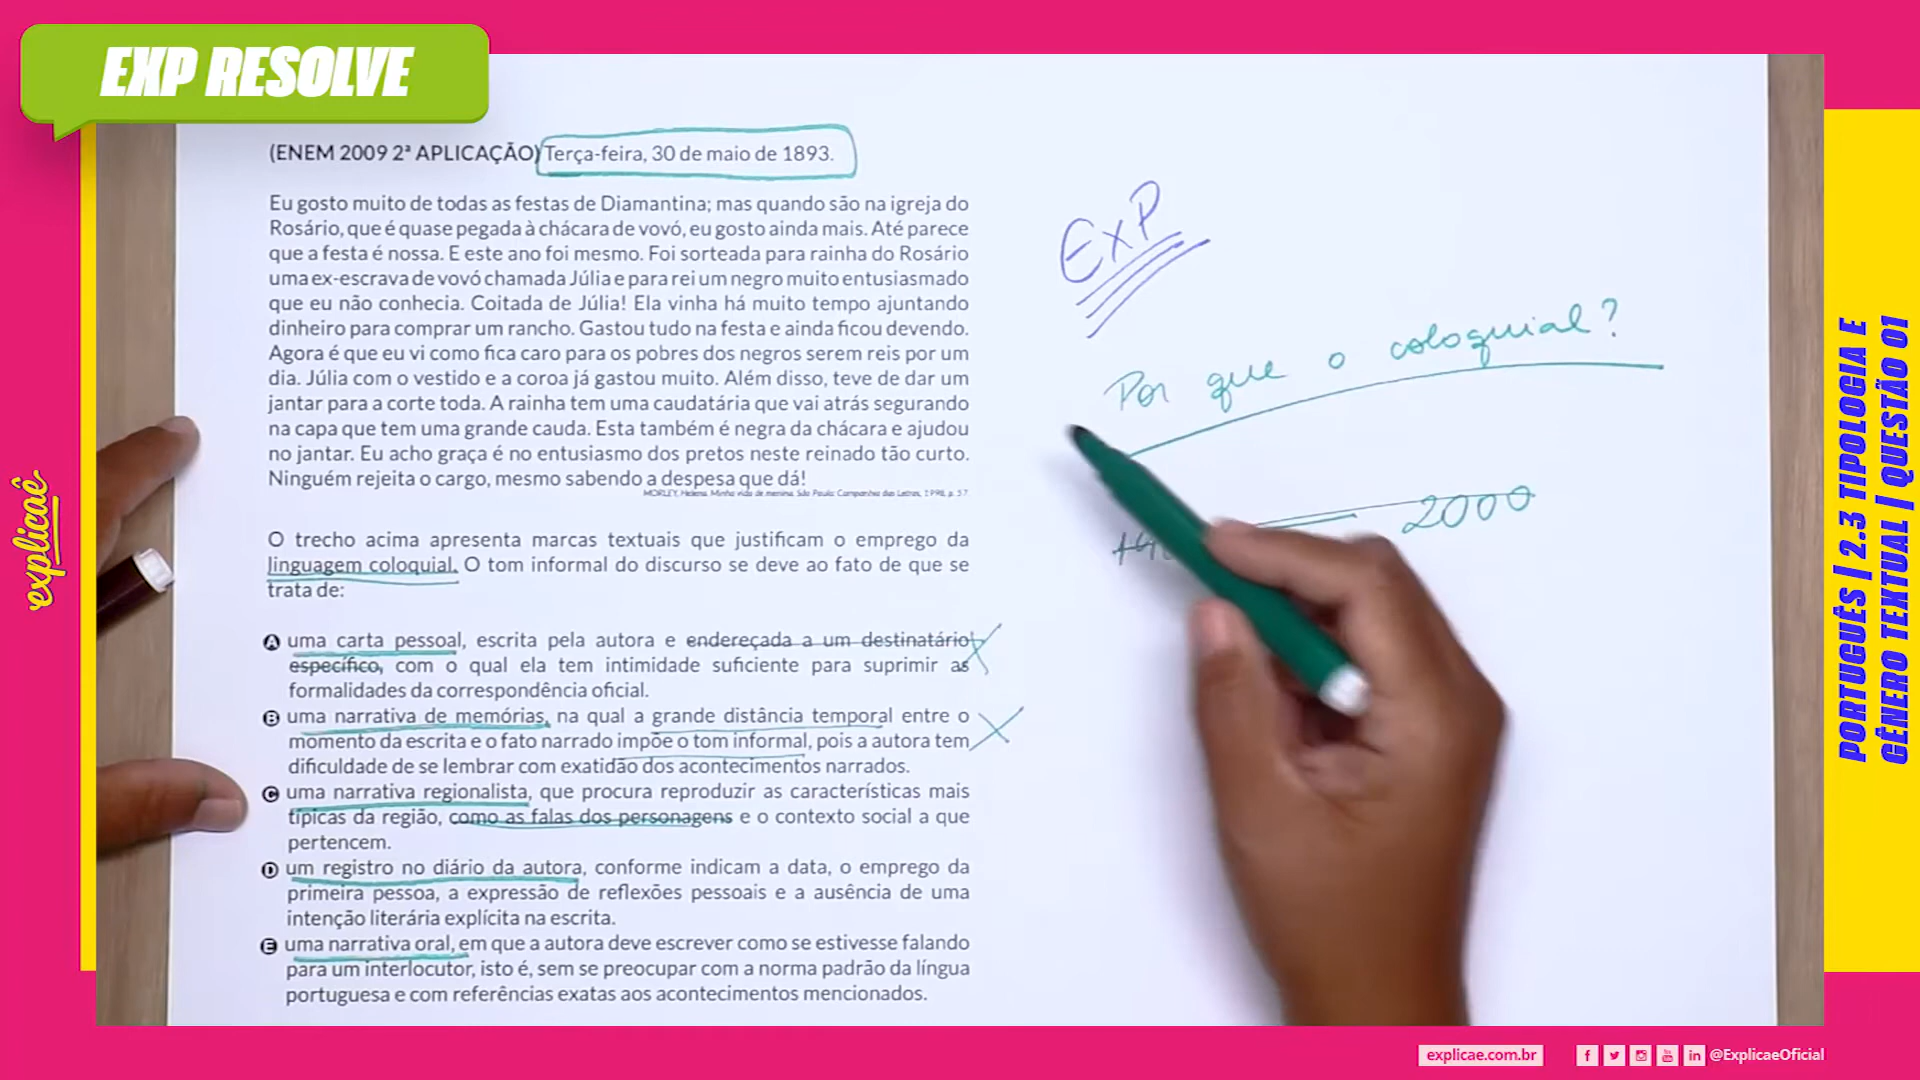 EXP RESOLVE
(ENEM 2009 2ª APLICAÇÃO) Terça-feira, 30 de maio de 1893.
Eu gosto muito de todas as festas de Diamantina; mas quando são na igreja do
Rosário, que é quase pegada à chácara de vovó, eu gosto ainda mais. Até parece
que a festa é nossa. E este ano foi mesmo. Foi sorteada para rainha do Rosário
uma ex-escrava de vovó chamada Júlia e para rei um negro muito entusiasmado
que eu não conhecia. Coitada de Júlia! Ela vinha há muito tempo ajuntando
dinheiro para comprar um rancho. Gastou tudo na festa e ainda ficou devendo.
Agora é que eu vi como fica caro para os pobres dos negros serem reis por um
dia. Júlia com o vestido e a coroa já gastou muito. Além disso, teve de dar um
jantar para a corte toda. A rainha tem uma caudatária que vai atrás segurando
na capa que tem uma grande cauda. Esta também é negra da chácara e ajudou
no jantar. Eu acho graça é no entusiasmo dos pretos neste reinado tão curto.
Ninguém rejeita o cargo, mesmo sabendo a despesa que dá!
MORLEY, Helena. Minha vida de menina. São Paulo: Companhia das Letras, 1998, p. 57.
O trecho acima apresenta marcas textuais que justificam o emprego da
linguagem coloquial. O tom informal do discurso se deve ao fato de que se
trata de:
A uma carta pessoal, escrita pela autora e endereçada a um destinatário
específico, com o qual ela tem intimidade suficiente para suprimir as
formalidades da correspondência oficial.
B uma narrativa de memórias, na qual a grande distância temporal entre o
momento da escrita e o fato narrado impõe o tom informal, pois a autora tem
dificuldade de se lembrar com exatidão dos acontecimentos narrados.
C uma narrativa regionalista, que procura reproduzir as características mais
típicas da região, como as falas dos personagens e o contexto social a que
pertencem.
D um registro no diário da autora, conforme indicam a data, o emprego da
primeira pessoa, a expressão de reflexões pessoais e a ausência de uma
intenção literária explícita na escrita.
E uma narrativa oral, em que a autora deve escrever como se estivesse falando
para um interlocutor, isto é, sem se preocupar com a norma padrão da língua
portuguesa e com referências exatas aos acontecimentos mencionados.
ExP
Por que o coloquial?
2000
explicaê
PORTUGUÊS | 2.3 TIPOLOGIA E
GÊNERO TEXTUAL | QUESTÃO 01
explicae.com.br
@ExplicaeOficial